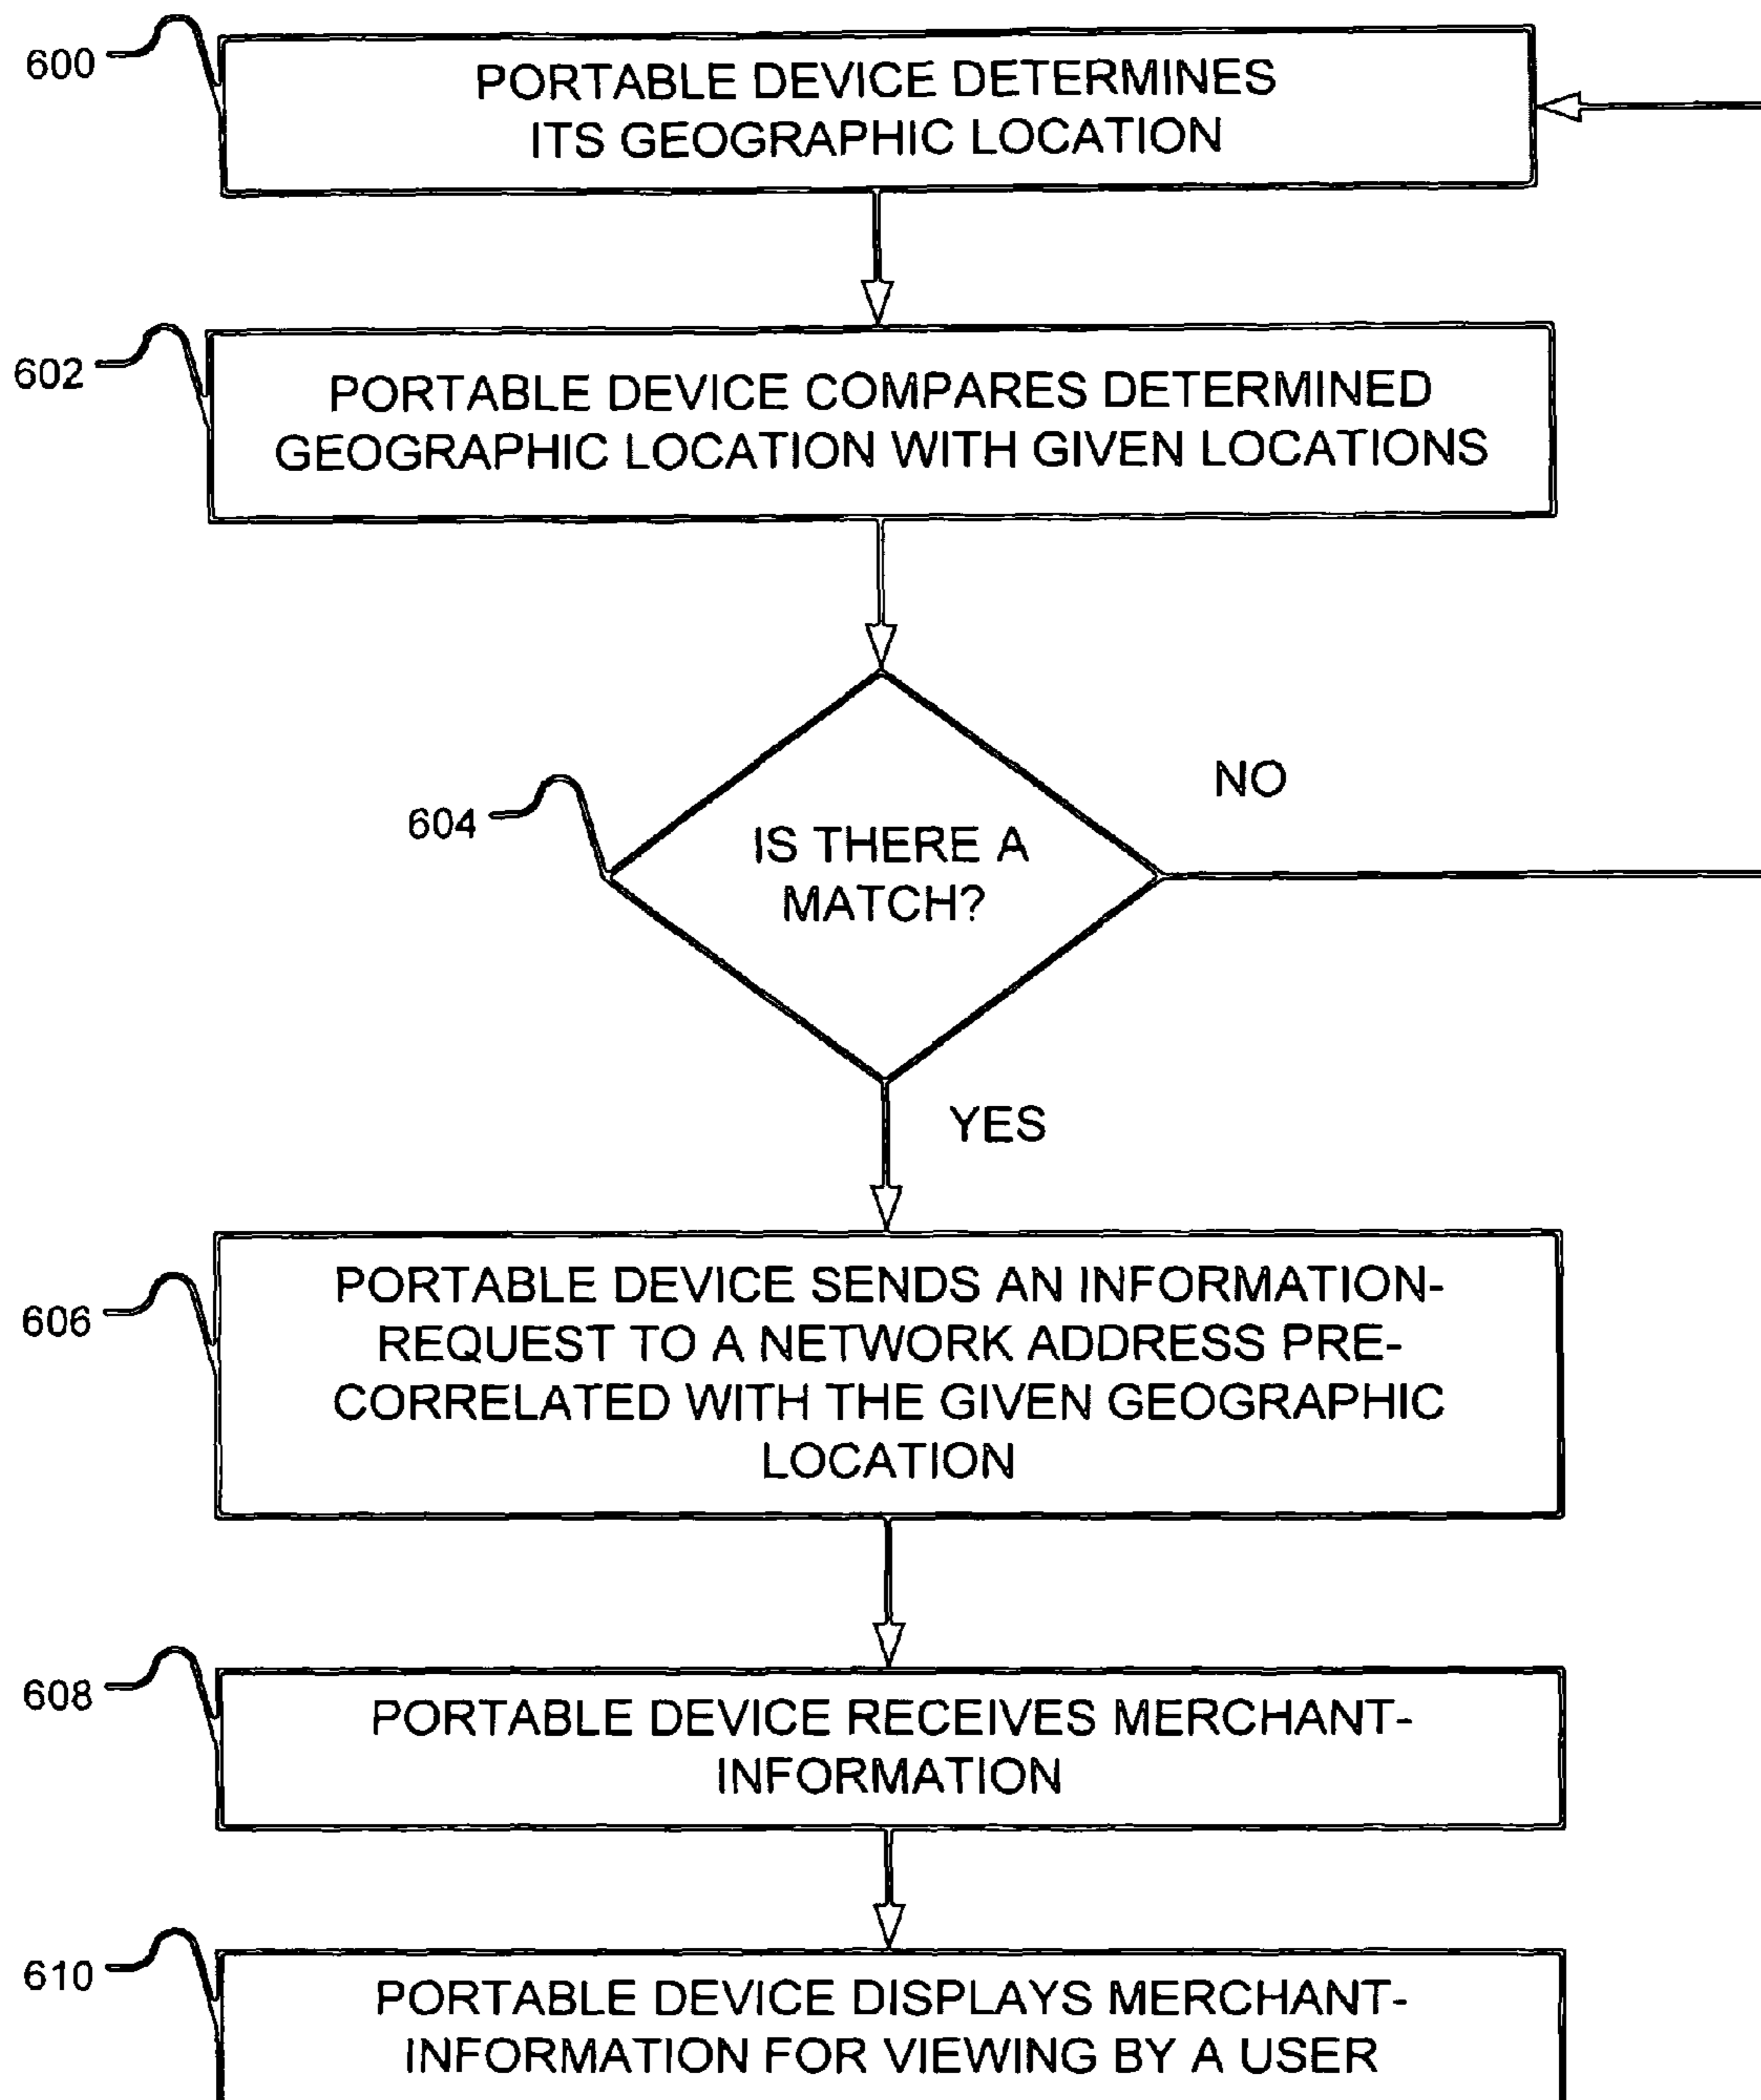 600
PORTABLE DEVICE DETERMINES
ITS GEOGRAPHIC LOCATION
602
PORTABLE DEVICE COMPARES DETERMINED
GEOGRAPHIC LOCATION WITH GIVEN LOCATIONS
604
IS THERE A
MATCH?
NO
YES
606
PORTABLE DEVICE SENDS AN INFORMATION-
REQUEST TO A NETWORK ADDRESS PRE-
CORRELATED WITH THE GIVEN GEOGRAPHIC
LOCATION
608
PORTABLE DEVICE RECEIVES MERCHANT-
INFORMATION
610
PORTABLE DEVICE DISPLAYS MERCHANT-
INFORMATION FOR VIEWING BY A USER